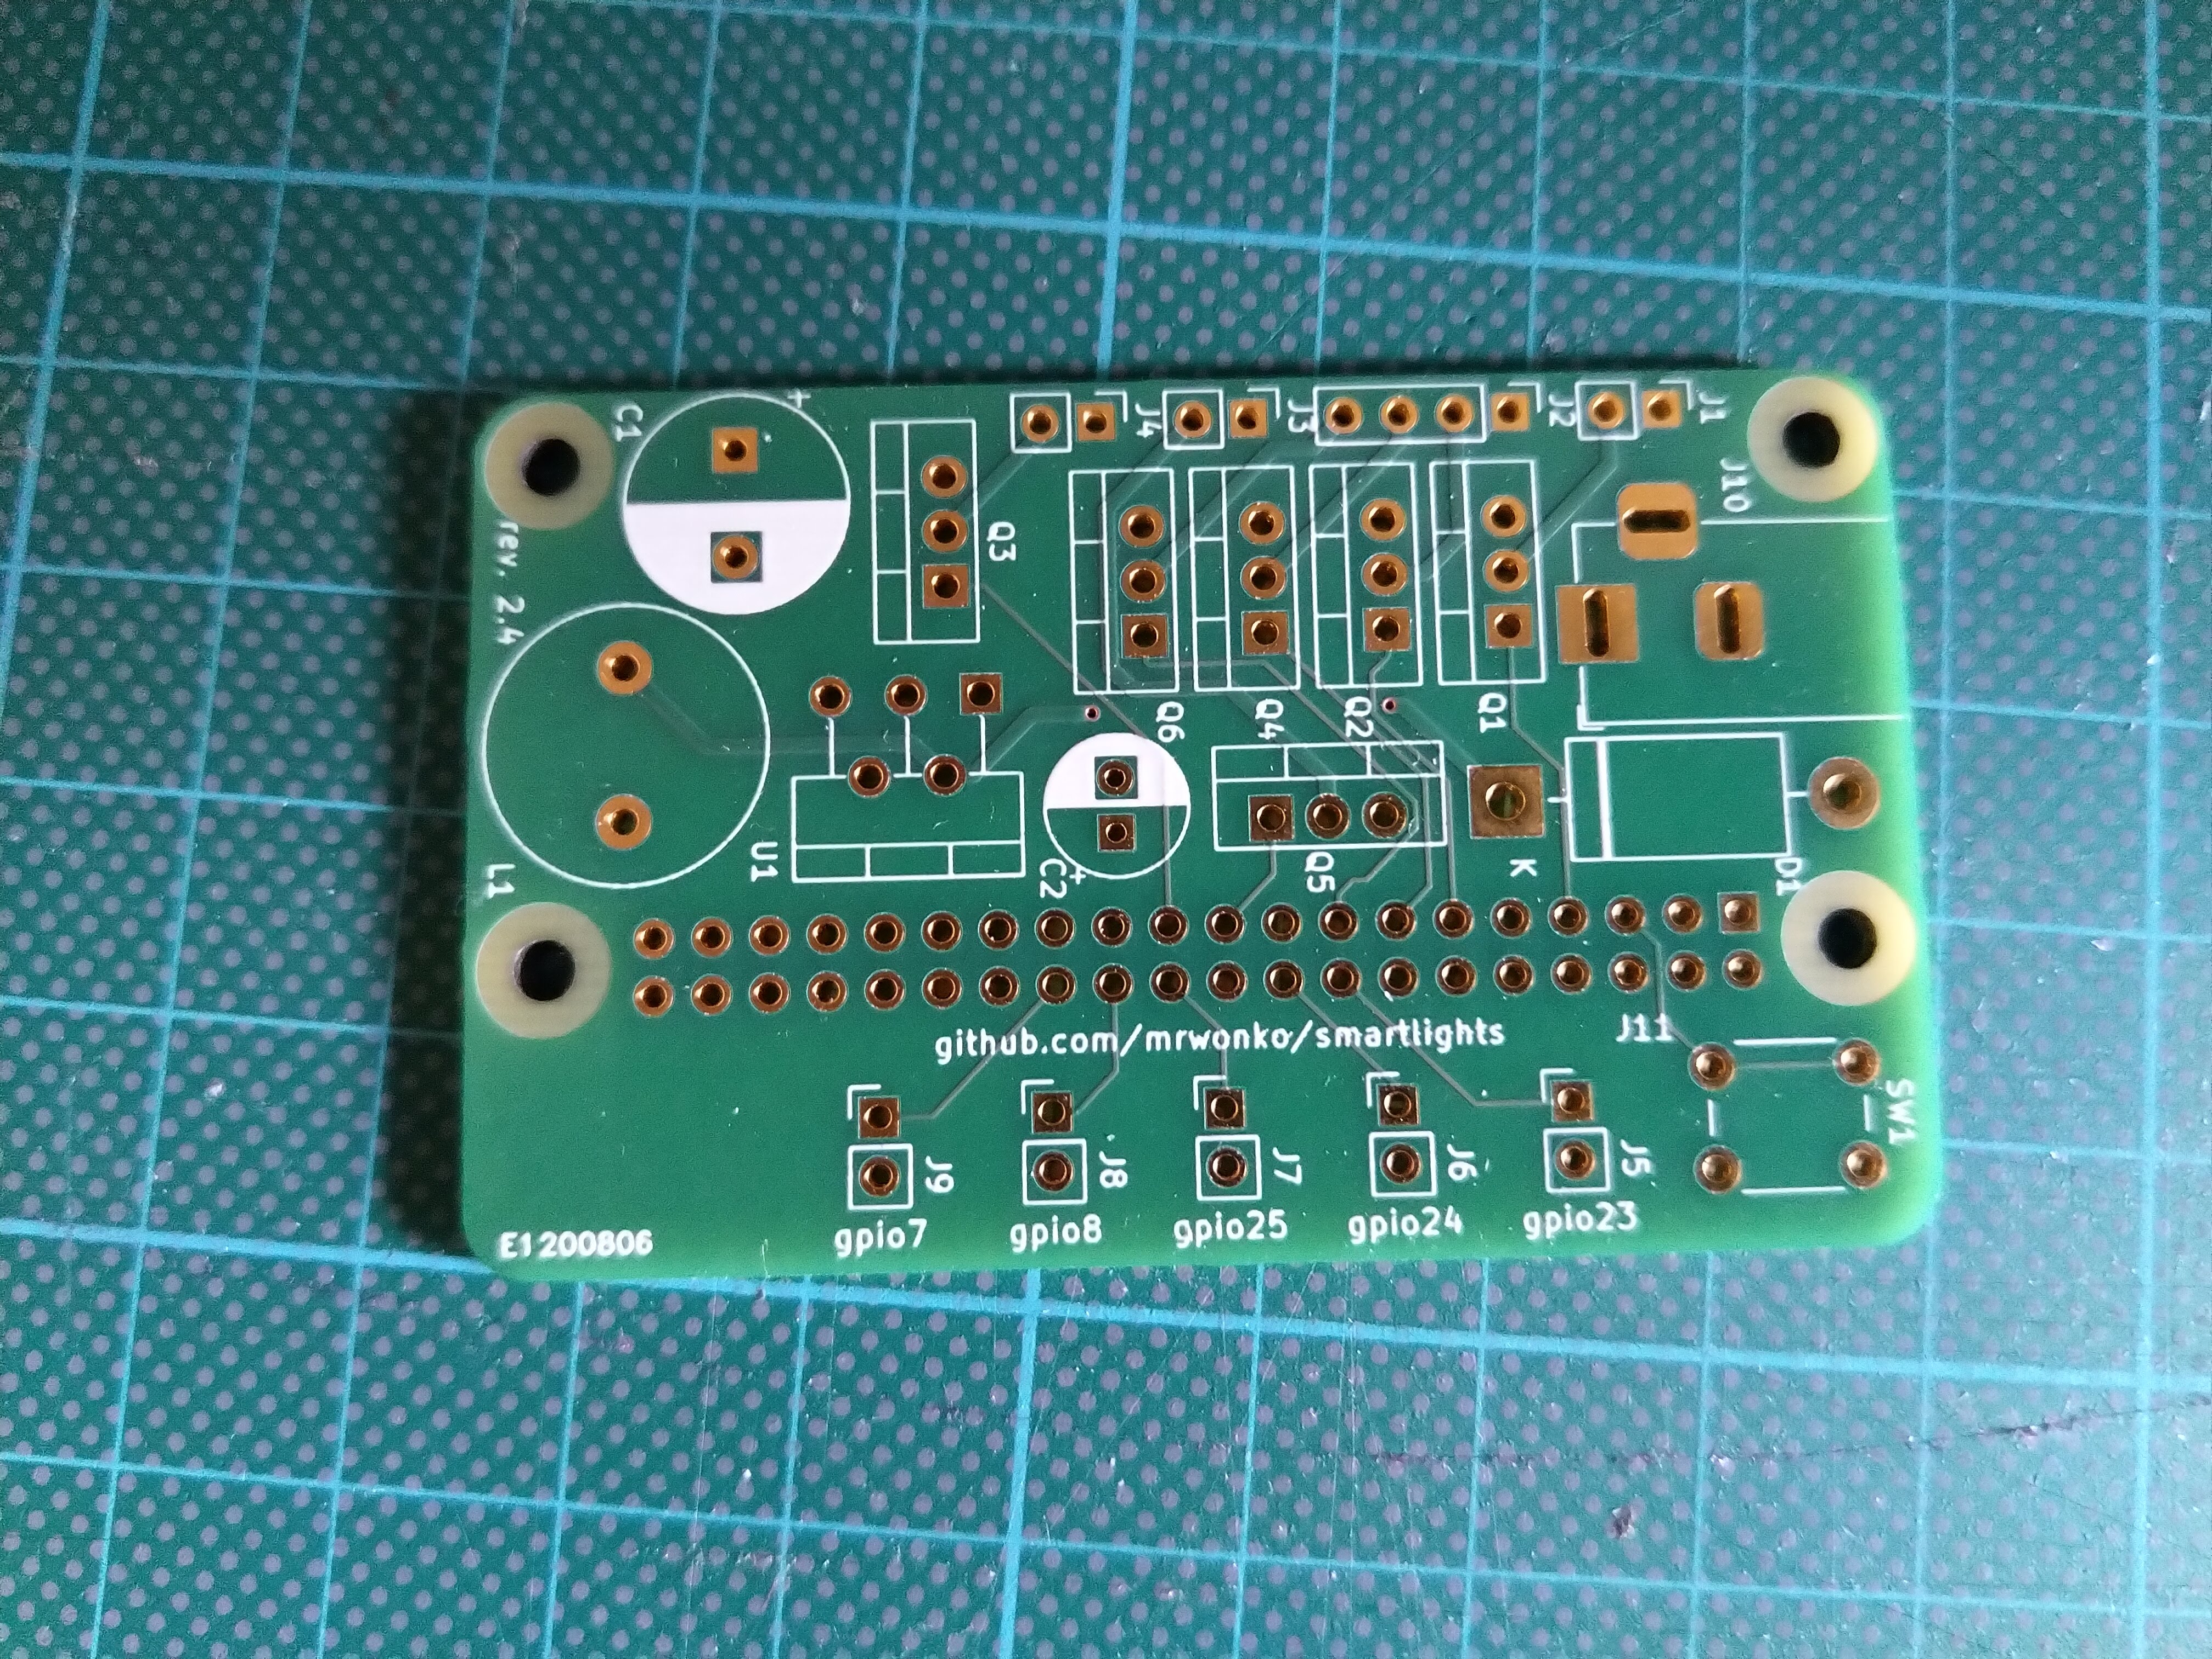 C1
+
J4
J3
J2
J1
J10
rev. 2.4
Q3
Q6
Q4
Q2
Q1
L1
U1
C2
+
Q5
K
D1
github.com/mrwonko/smartlights
J11
SW1
J9
J8
J7
J6
J5
gpio7
gpio8
gpio25
gpio24
gpio23
E1200806